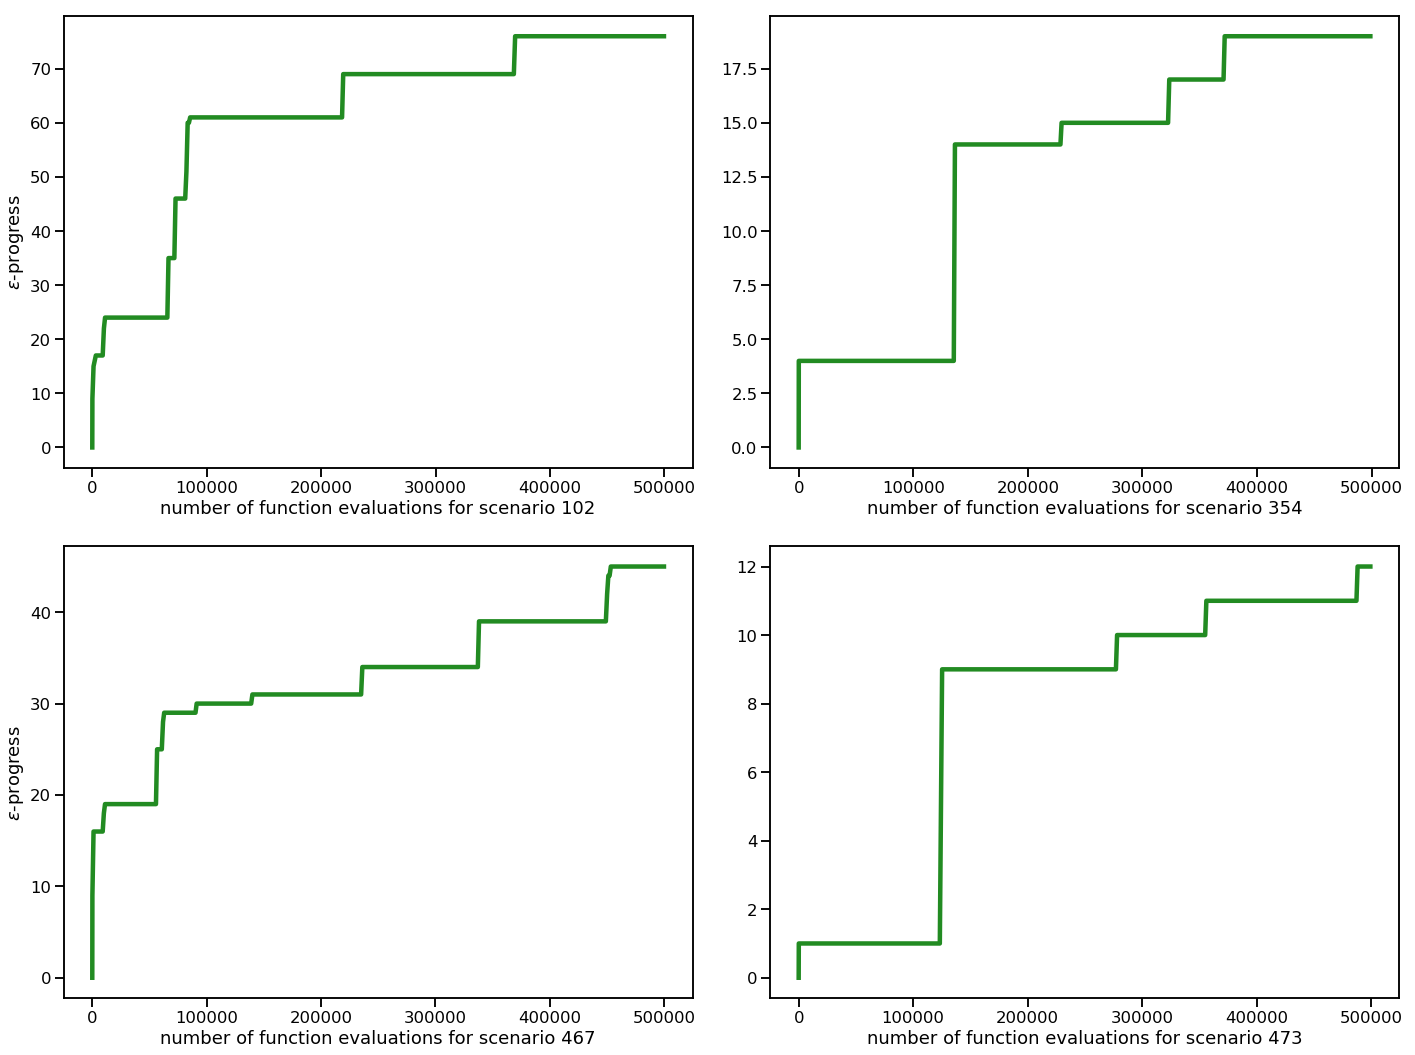 70
60
50
40
30
20
10
0
ε-progress
0 100000 200000 300000 400000 500000
number of function evaluations for scenario 102
17.5
15.0
12.5
10.0
7.5
5.0
2.5
0.0
0 100000 200000 300000 400000 500000
number of function evaluations for scenario 354
40
30
20
10
0
ε-progress
0 100000 200000 300000 400000 500000
number of function evaluations for scenario 467
12
10
8
6
4
2
0
0 100000 200000 300000 400000 500000
number of function evaluations for scenario 473